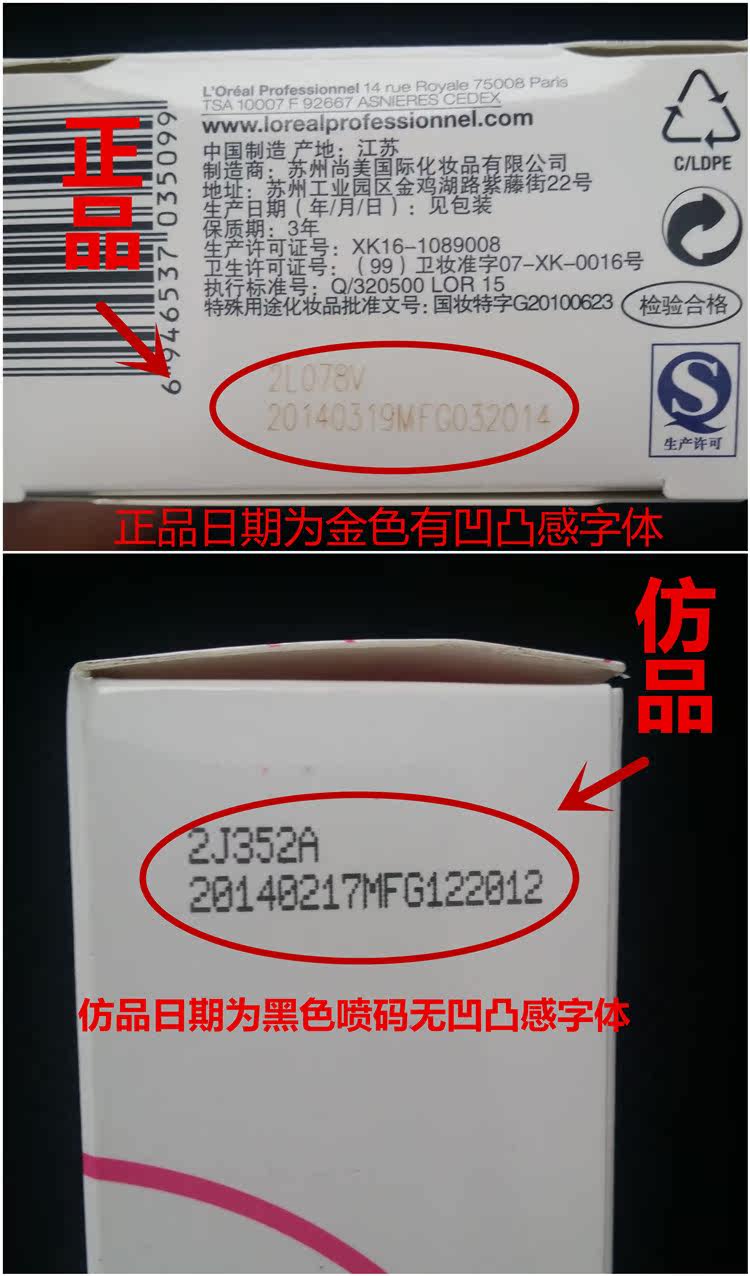 L'Oréal Professionnel 14 rue Royale 75008 Paris
TSA 10007 F 92667 ASNIERES CEDEX
www.lorealprofessionnel.com
中国制造 产地：江苏
制造商：苏州尚美国际化妆品有限公司
地址：苏州工业园区金鸡湖路紫藤街22号
生产日期（年/月/日）：见包装
保质期：3年
生产许可证号：XK16-1089008
卫生许可证号：（99）卫妆准字07-XK-0016号
执行标准号：Q/320500 LOR 15
特殊用途化妆品批准文号：国妆特字G20100623
C/LDPE
检验合格
生产许可
6 946537 035099
正品
2L078V
20140319MFG032014
正品日期为金色有凹凸感字体
仿品
2J352A
20140217MFG122012
仿品日期为黑色喷码无凹凸感字体